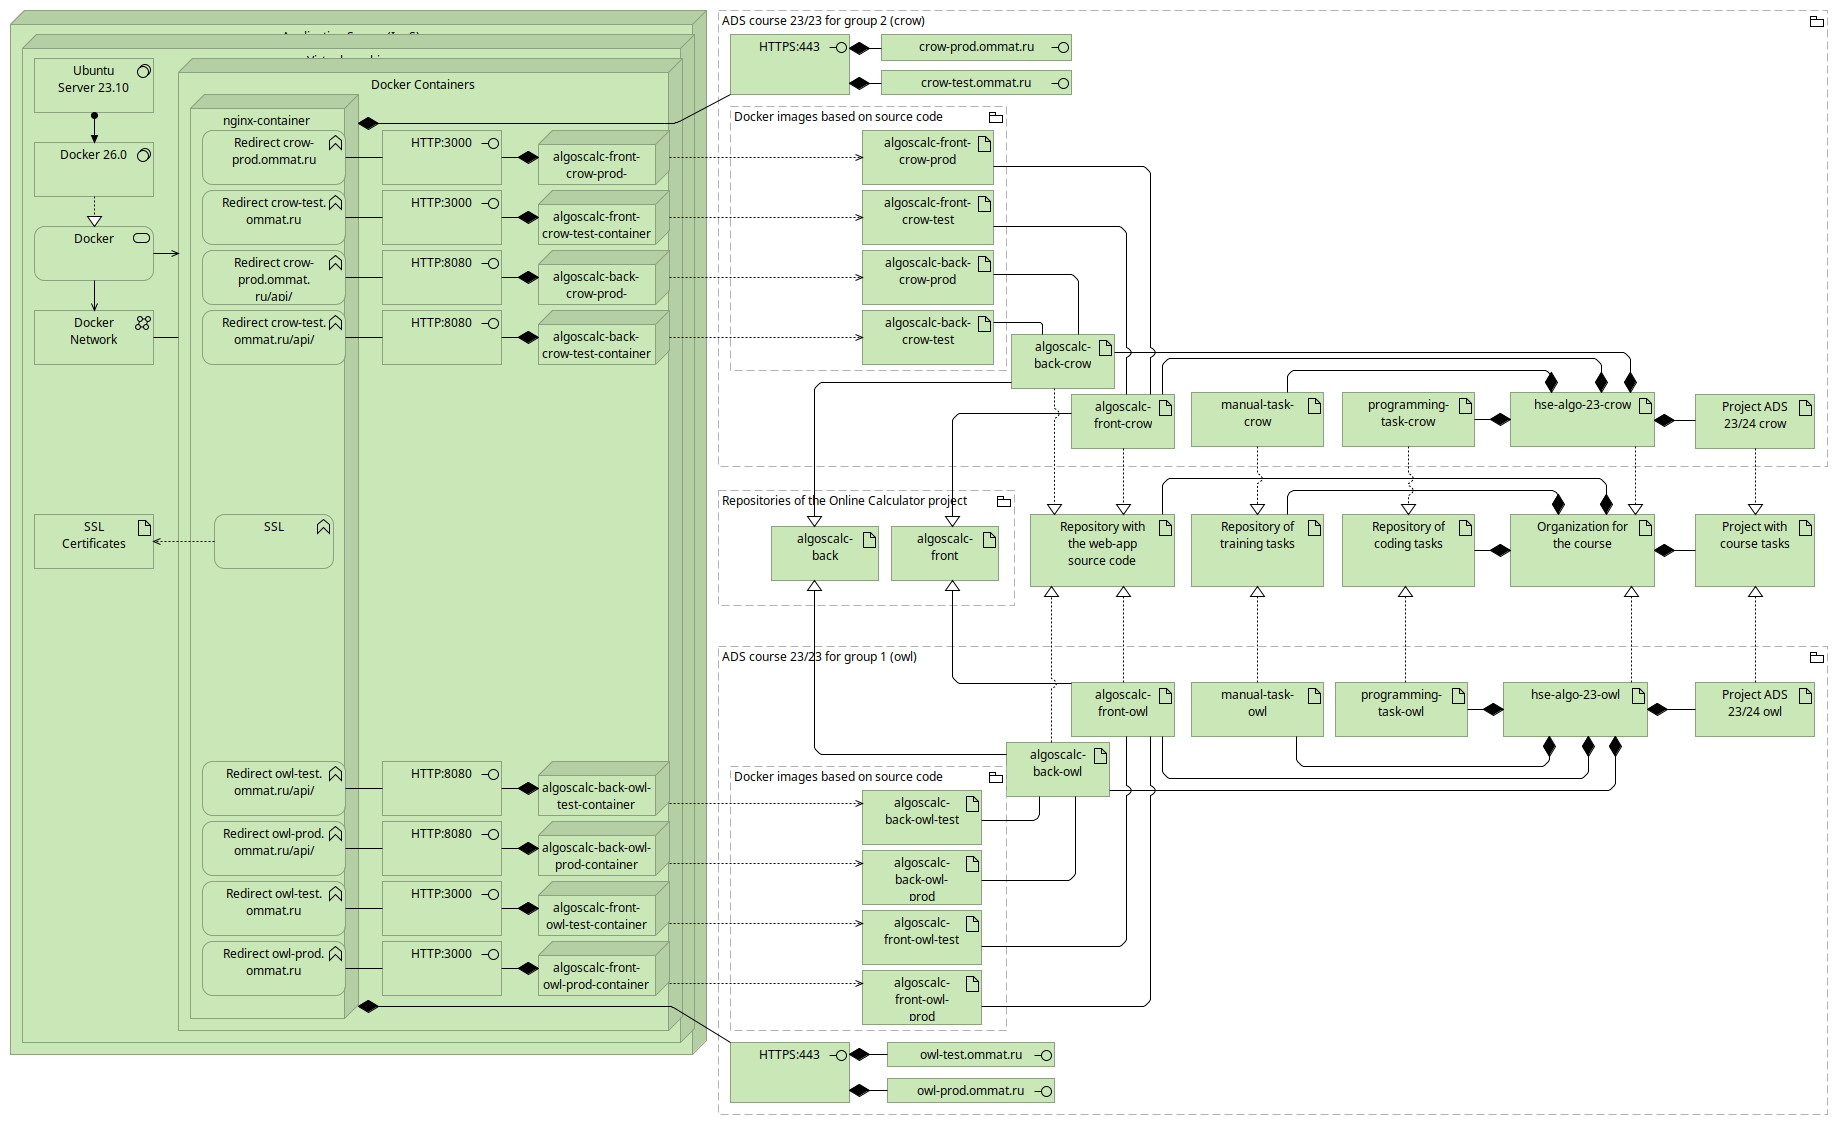 Ubuntu
Server 23.10
Docker 26.0
Docker
Docker
Network
SSL
Certificates
Docker Containers
nginx-container
Redirect crow-
prod.ommat.ru
Redirect crow-test.
ommat.ru
Redirect crow-
prod.ommat.
ru/api/
Redirect crow-test.
ommat.ru/api/
SSL
Redirect owl-test.
ommat.ru/api/
Redirect owl-prod.
ommat.ru/api/
Redirect owl-test.
ommat.ru
Redirect owl-prod.
ommat.ru
HTTP:3000
HTTP:3000
HTTP:8080
HTTP:8080
HTTP:8080
HTTP:8080
HTTP:3000
HTTP:3000
algoscalc-front-
crow-prod-
algoscalc-front-
crow-test-container
algoscalc-back-
crow-prod-
algoscalc-back-
crow-test-container
algoscalc-back-owl-
test-container
algoscalc-back-owl-
prod-container
algoscalc-front-
owl-test-container
algoscalc-front-
owl-prod-container
ADS course 23/23 for group 2 (crow)
HTTPS:443
crow-prod.ommat.ru
crow-test.ommat.ru
Docker images based on source code
algoscalc-front-
crow-prod
algoscalc-front-
crow-test
algoscalc-back-
crow-prod
algoscalc-back-
crow-test
algoscalc-
back-crow
algoscalc-
front-crow
manual-task-
crow
programming-
task-crow
hse-algo-23-crow
Project ADS
23/24 crow
Repositories of the Online Calculator project
algoscalc-
back
algoscalc-
front
Repository with
the web-app
source code
Repository of
training tasks
Repository of
coding tasks
Organization for
the course
Project with
course tasks
ADS course 23/23 for group 1 (owl)
algoscalc-
front-owl
manual-task-
owl
programming-
task-owl
hse-algo-23-owl
Project ADS
23/24 owl
algoscalc-
back-owl
Docker images based on source code
algoscalc-
back-owl-test
algoscalc-
back-owl-
prod
algoscalc-
front-owl-test
algoscalc-
front-owl-
prod
HTTPS:443
owl-test.ommat.ru
owl-prod.ommat.ru